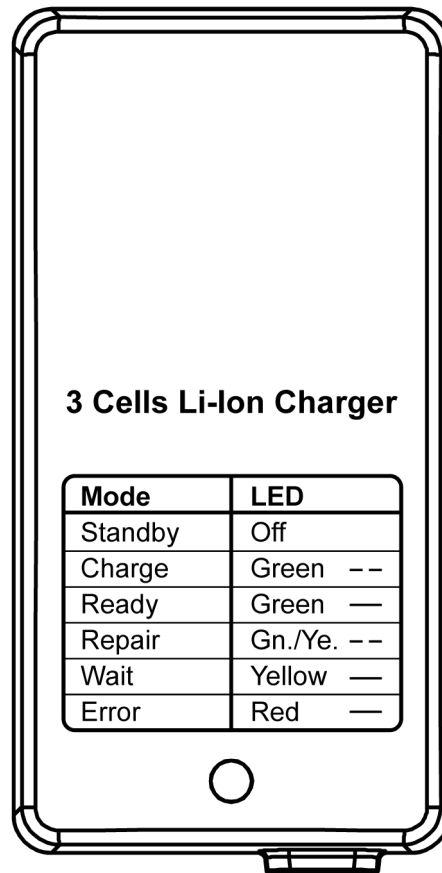 3 Cells Li-Ion Charger
Mode LED
Standby Off
Charge Green – –
Ready Green —
Repair Gn./Ye. – –
Wait Yellow —
Error Red —